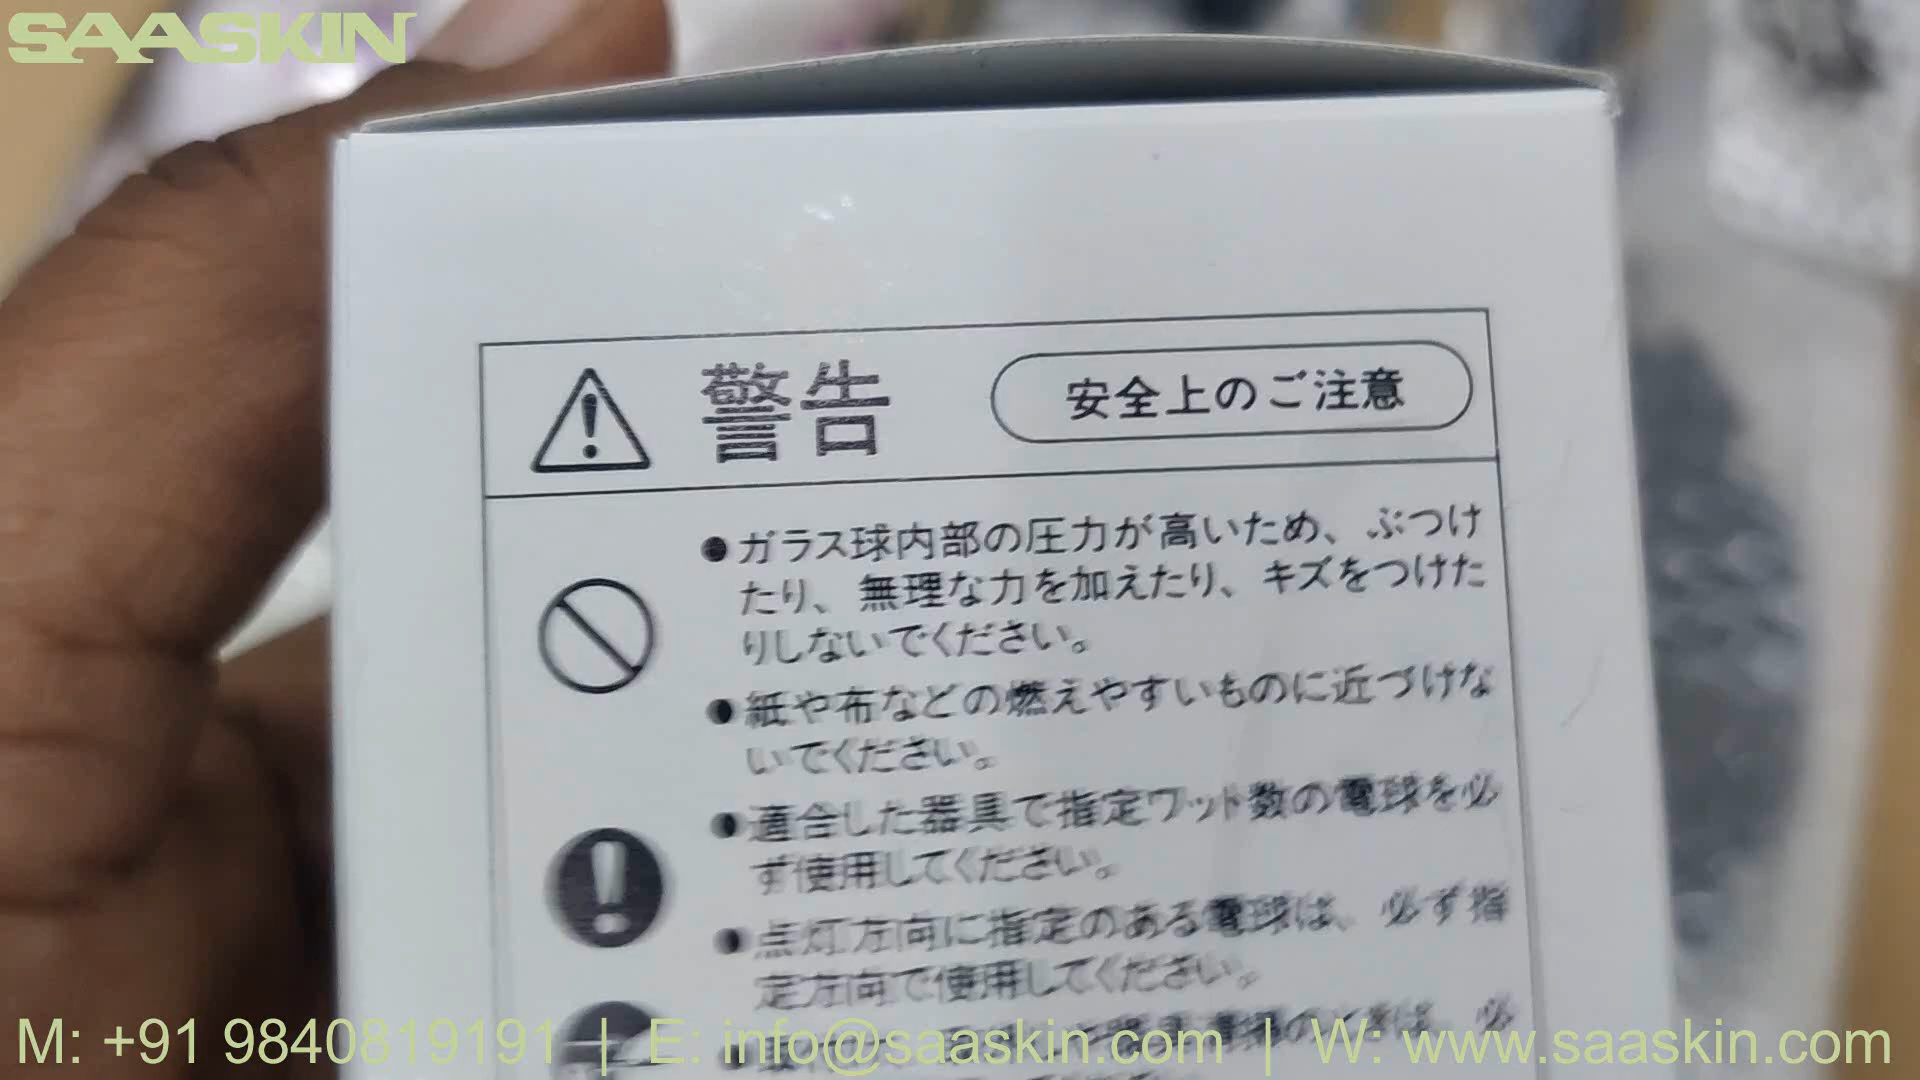 SAASKIN
警告
安全上のご注意
●ガラス球内部の圧力が高いため、ぶつけ
たり、無理な力を加えたり、キズをつけた
りしないでください。
●紙や布などの燃えやすいものに近づけな
いでください。
●適合した器具で指定ワット数の電球を必
ず使用してください。
●点灯方向に指定のある電球は、必ず指
定方向で使用してください。
のときは、必
M: +91 9840819191 | E: info@saaskin.com | W: www.saaskin.com